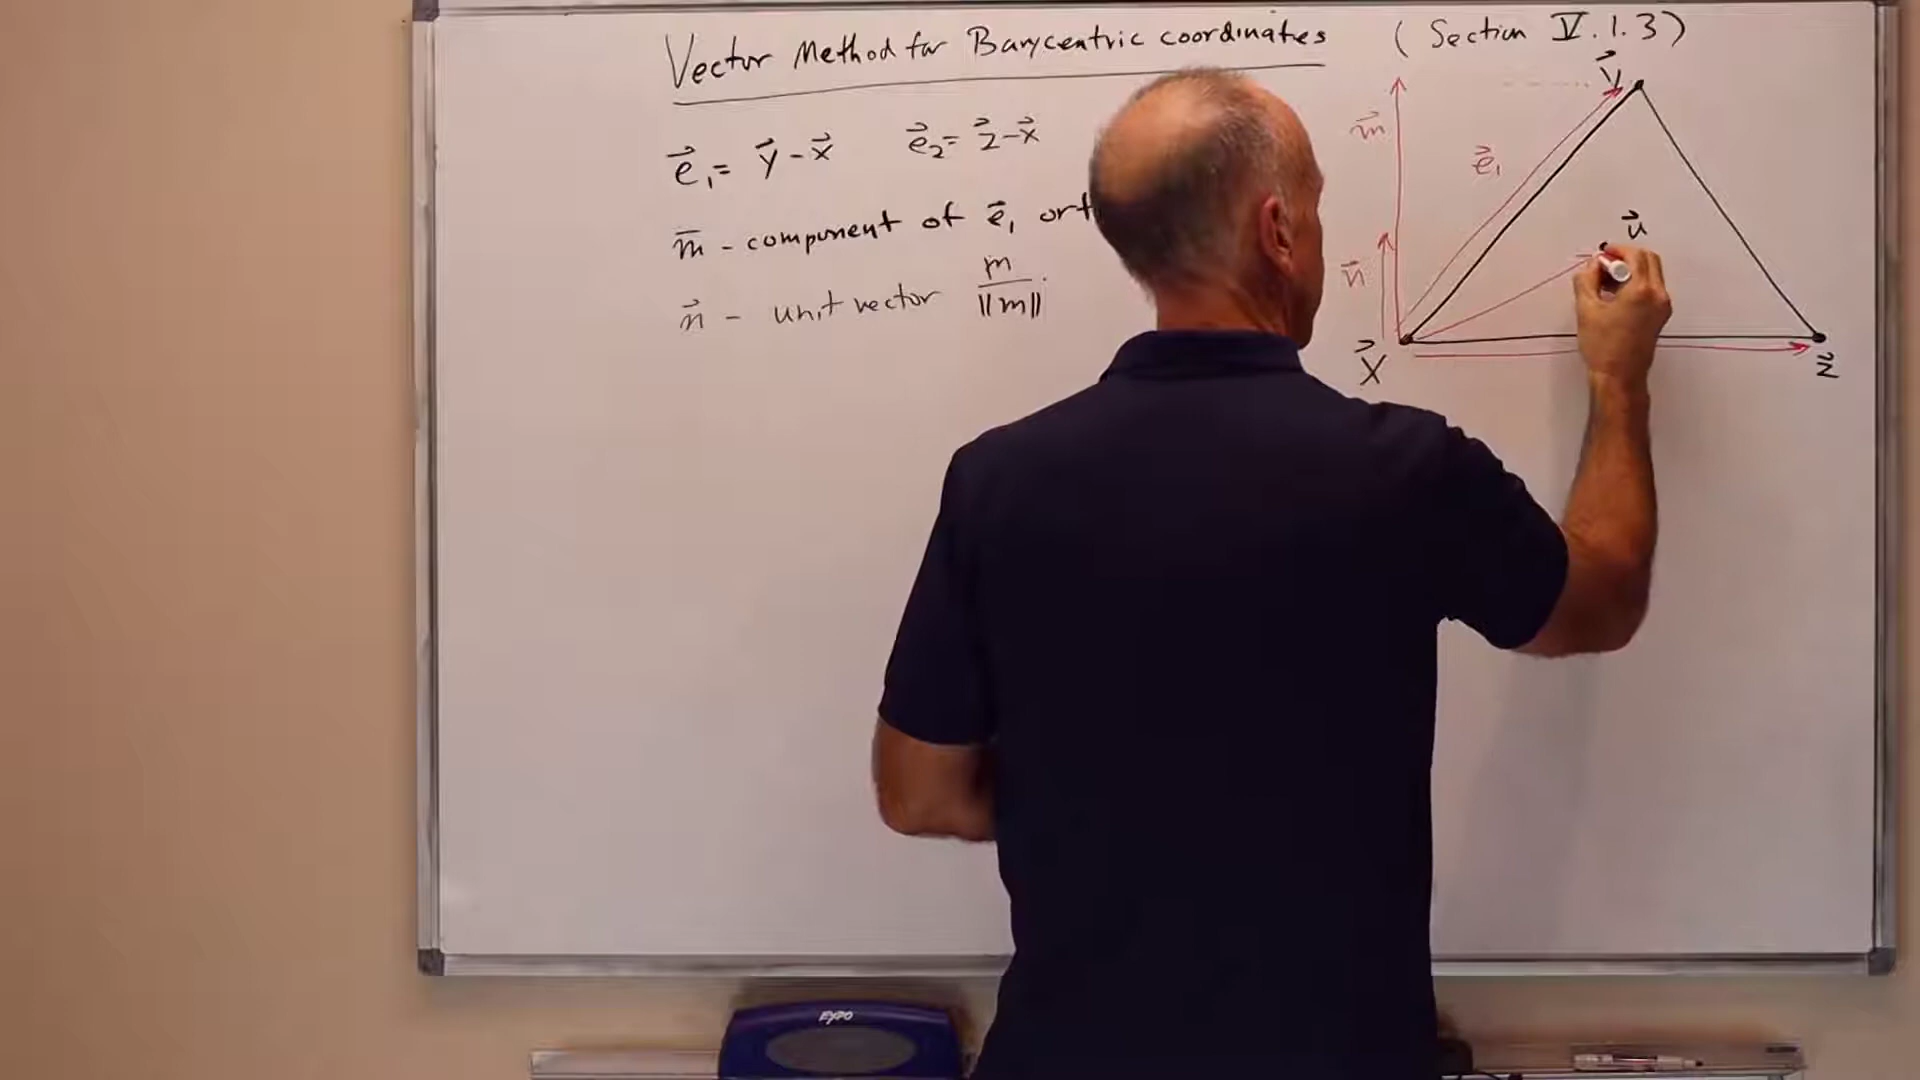 Vector Method for Barycentric coordinates (Section V.1.3)
e⃗₁ = y⃗ - x⃗ e⃗₂ = z⃗ - x⃗
m̅ - component of e⃗₁ ort
n⃗ - unit vector m/||m||.
m⃗
n⃗
e⃗₁
y⃗
u⃗
x⃗
z⃗
EXPO